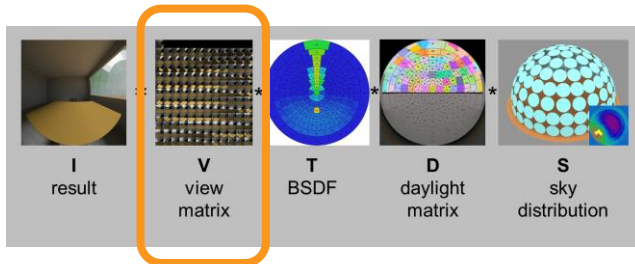 = * * *
I V T D S
result view BSDF daylight sky
matrix matrix distribution